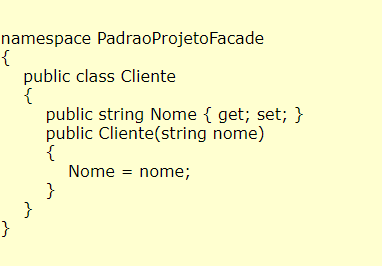 namespace PadraoProjetoFacade
{
    public class Cliente
    {
        public string Nome { get; set; }
        public Cliente(string nome)
        {
            Nome = nome;
        }
    }
}